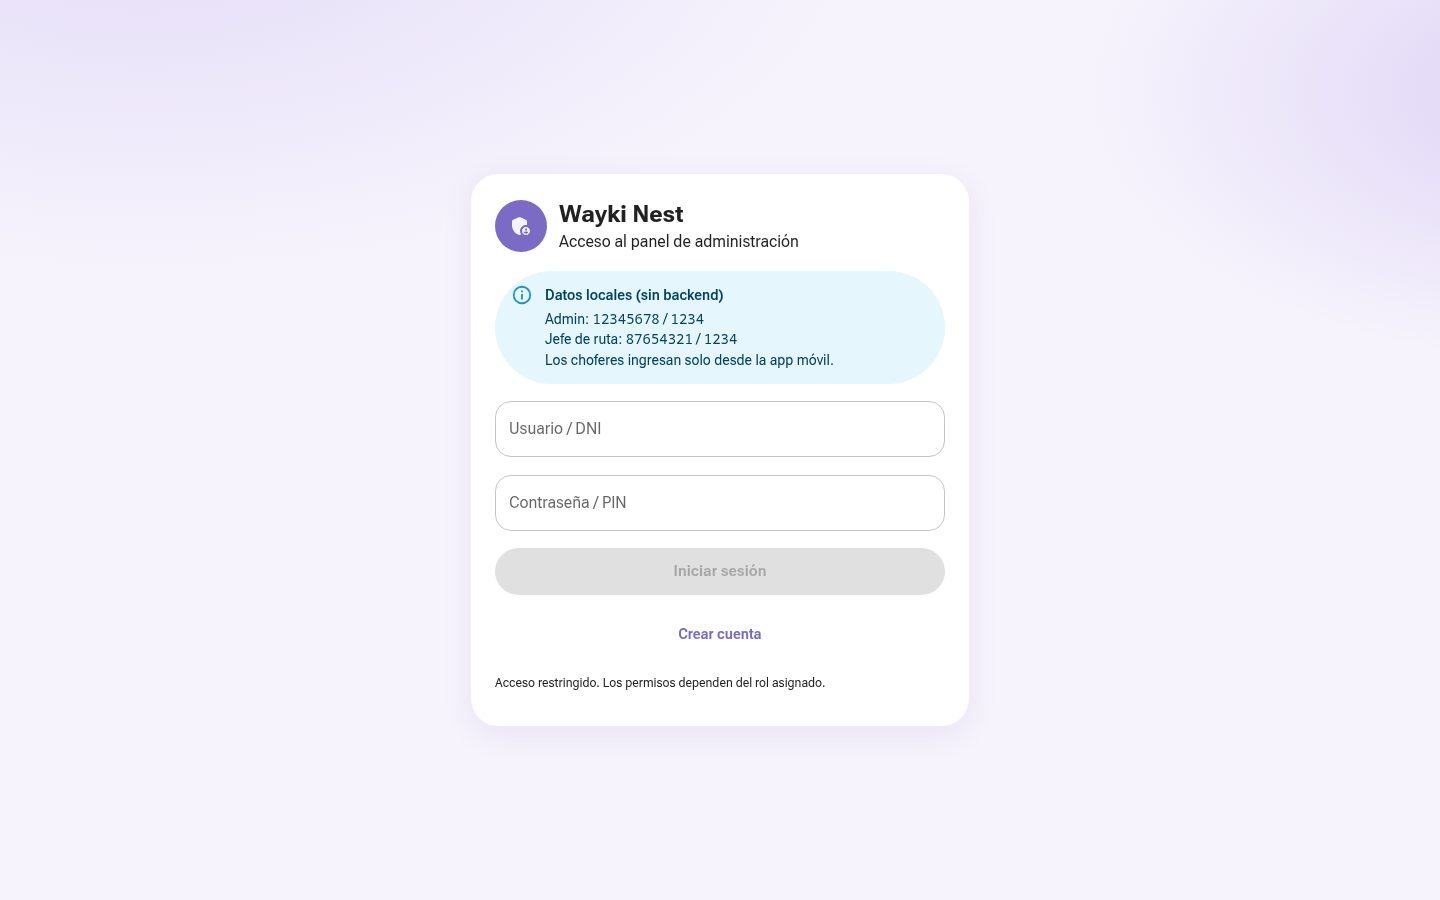 Wayki Nest
Acceso al panel de administración
Datos locales (sin backend)
Admin: 12345678 / 1234
Jefe de ruta: 87654321 / 1234
Los choferes ingresan solo desde la app móvil.
Usuario / DNI
Contraseña / PIN
Iniciar sesión
Crear cuenta
Acceso restringido. Los permisos dependen del rol asignado.